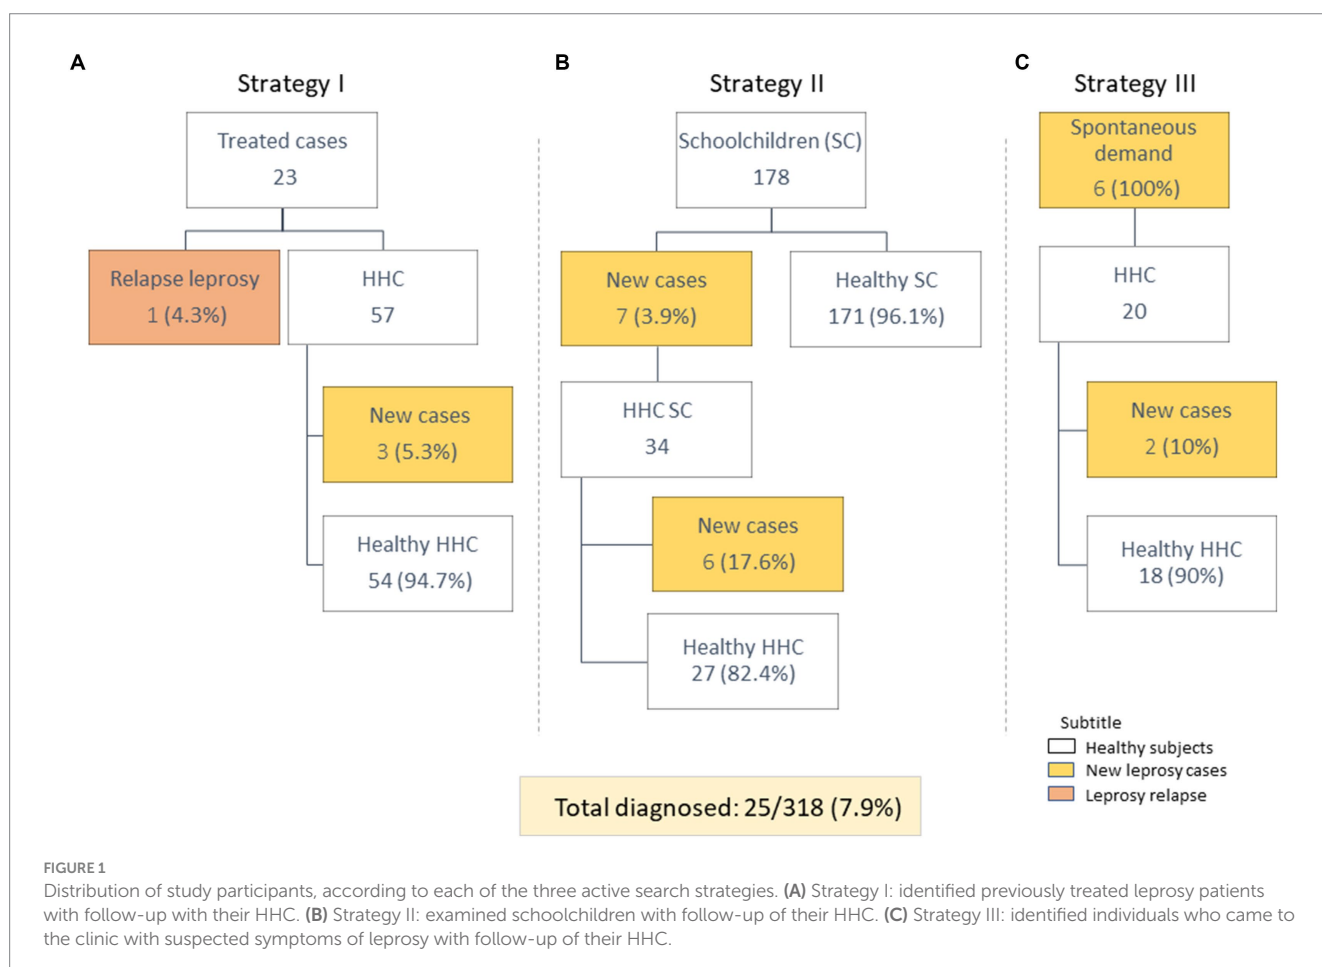 A
Strategy I
Treated cases
23
Relapse leprosy
1 (4.3%)
HHC
57
New cases
3 (5.3%)
Healthy HHC
54 (94.7%)
B
Strategy II
Schoolchildren (SC)
178
New cases
7 (3.9%)
Healthy SC
171 (96.1%)
HHC SC
34
New cases
6 (17.6%)
Healthy HHC
27 (82.4%)
C
Strategy III
Spontaneous
demand
6 (100%)
HHC
20
New cases
2 (10%)
Healthy HHC
18 (90%)
Subtitle
Healthy subjects
New leprosy cases
Leprosy relapse
Total diagnosed: 25/318 (7.9%)
FIGURE 1
Distribution of study participants, according to each of the three active search strategies. (A) Strategy I: identified previously treated leprosy patients
with follow-up with their HHC. (B) Strategy II: examined schoolchildren with follow-up of their HHC. (C) Strategy III: identified individuals who came to
the clinic with suspected symptoms of leprosy with follow-up of their HHC.